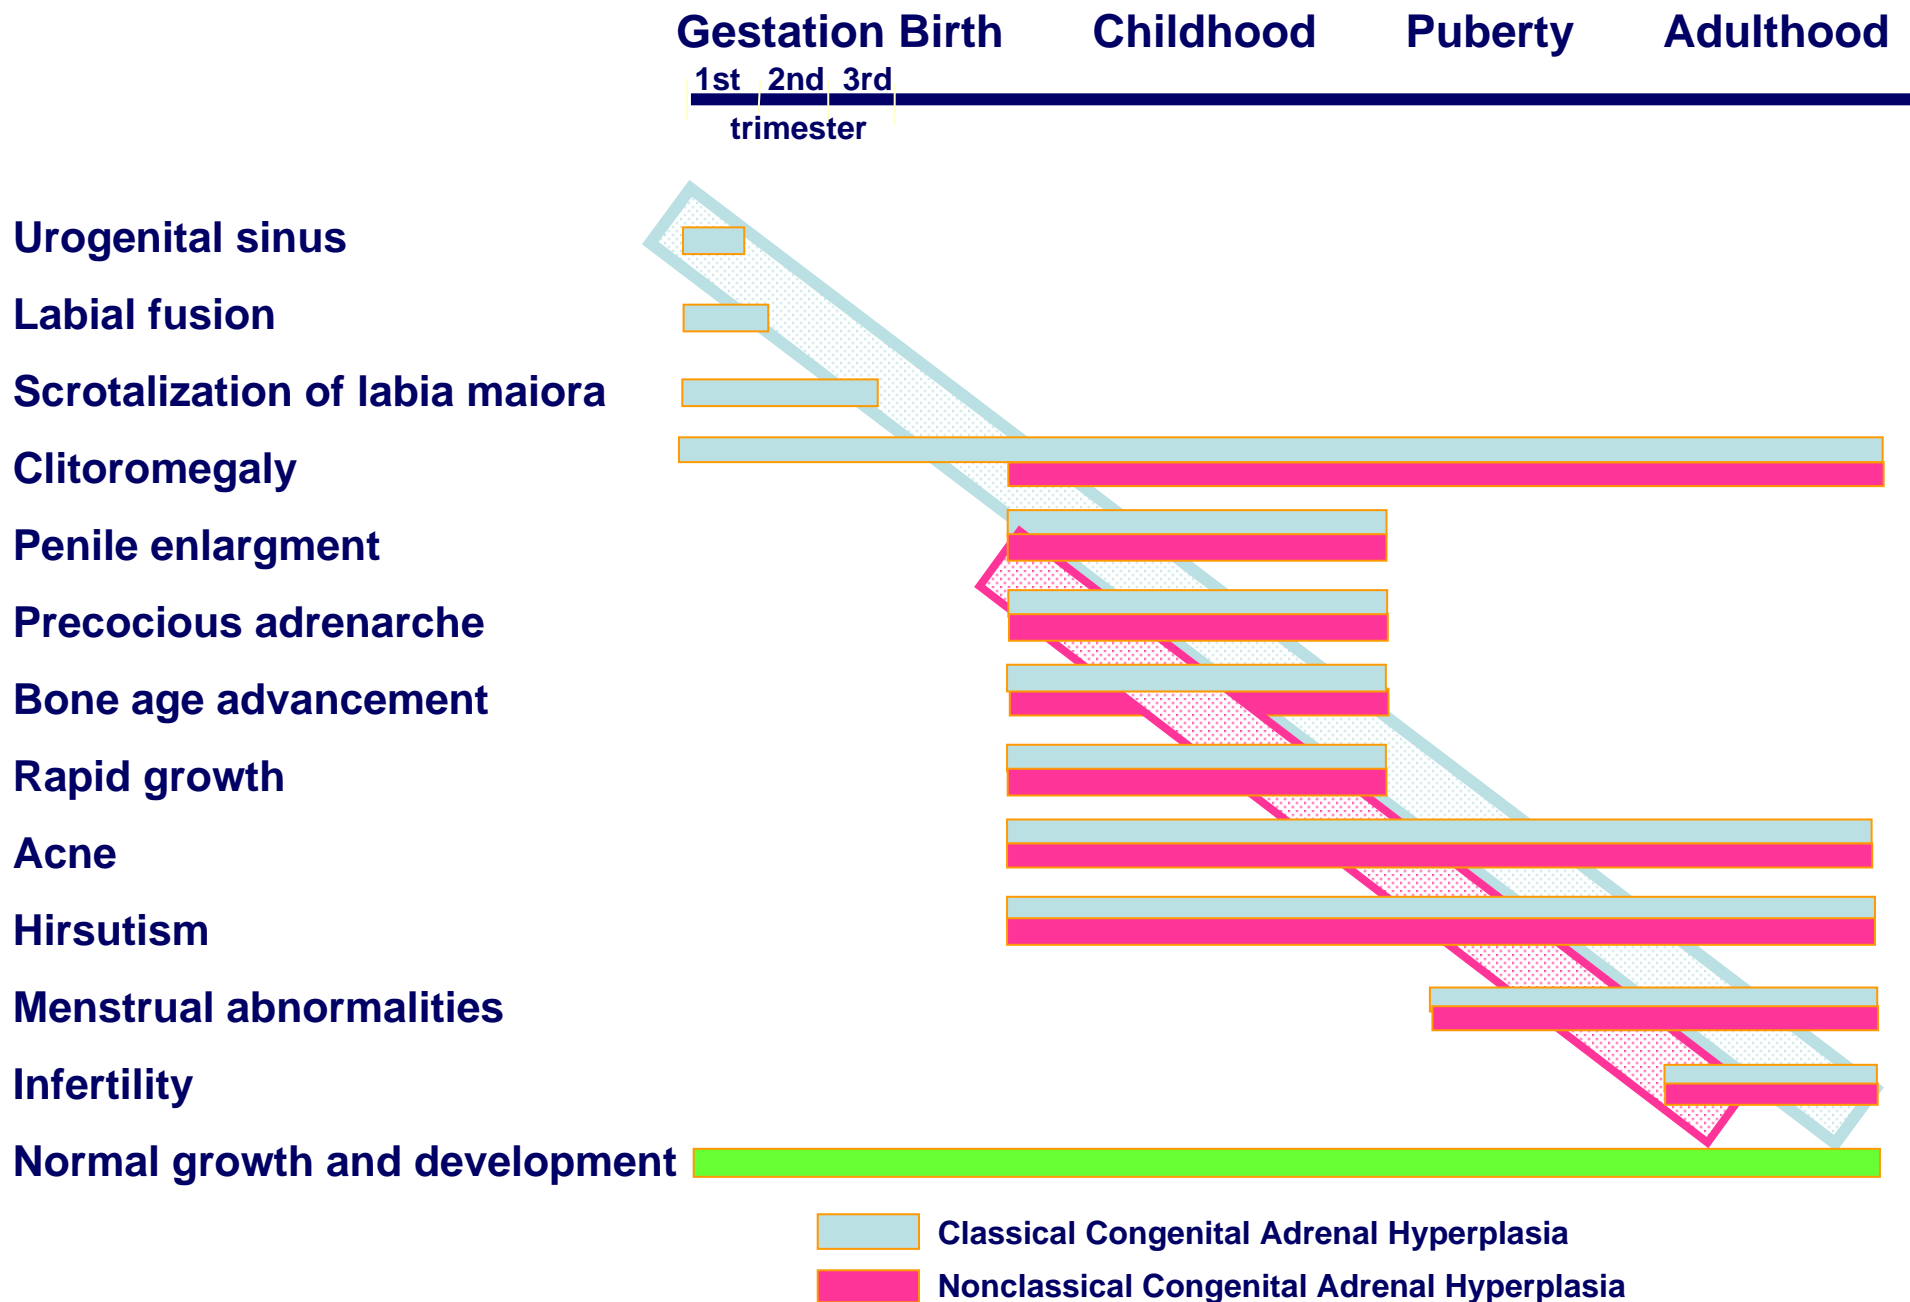 Gestation Birth Childhood Puberty Adulthood
1st 2nd 3rd
trimester
Urogenital sinus
Labial fusion
Scrotalization of labia maiora
Clitoromegaly
Penile enlargment
Precocious adrenarche
Bone age advancement
Rapid growth
Acne
Hirsutism
Menstrual abnormalities
Infertility
Normal growth and development
Classical Congenital Adrenal Hyperplasia
Nonclassical Congenital Adrenal Hyperplasia